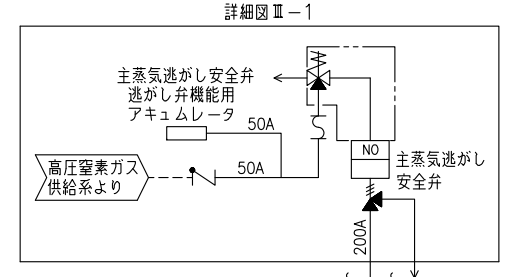 詳細図Ⅲ－1
主蒸気逃がし安全弁
逃がし弁機能用
アキュムレータ
50A
50A
高圧窒素ガス
供給系より
NO
主蒸気逃がし
安全弁
200A